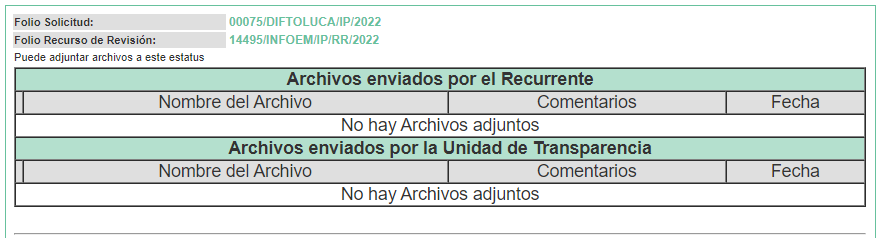 Folio Solicitud: 00075/DIFTOLUCA/IP/2022
Folio Recurso de Revisión: 14495/INFOEM/IP/RR/2022
Puede adjuntar archivos a este estatus
Archivos enviados por el Recurrente
Nombre del Archivo Comentarios Fecha
No hay Archivos adjuntos
Archivos enviados por la Unidad de Transparencia
Nombre del Archivo Comentarios Fecha
No hay Archivos adjuntos